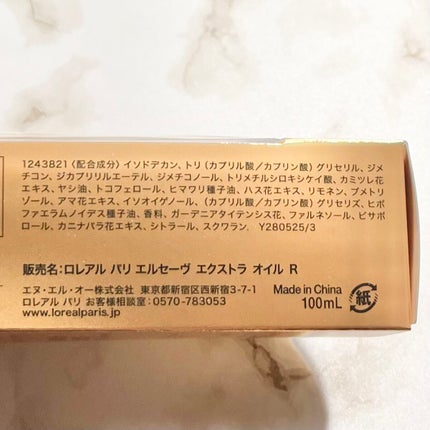 1243821〈配合成分〉イソドデカン、トリ（カプリル酸／カプリン酸）グリセリル、ジメ
チコン、ジカプリリルエーテル、ジメチコノール、トリメチルシロキシケイ酸、カミツレ花
エキス、ヤシ油、トコフェロール、ヒマワリ種子油、ハス花エキス、リモネン、ブメトリ
ゾール、アマ花エキス、イソオイゲノール、（カプリル酸／カプリン酸）グリセリズ、ヒポ
ファエラムノイデス種子油、香料、ガーデニアタイテンシス花、ファルネソール、ビサボ
ロール、カニナバラ花エキス、シトラール、スクワラン． Y280525/3
販売名：ロレアル パリ エルセーヴ エクストラ オイル R
エヌ・エル・オー株式会社 東京都新宿区西新宿3-7-1
ロレアル パリ お客様相談室：0570-783053
www.lorealparis.jp
Made in China
100mL
紙